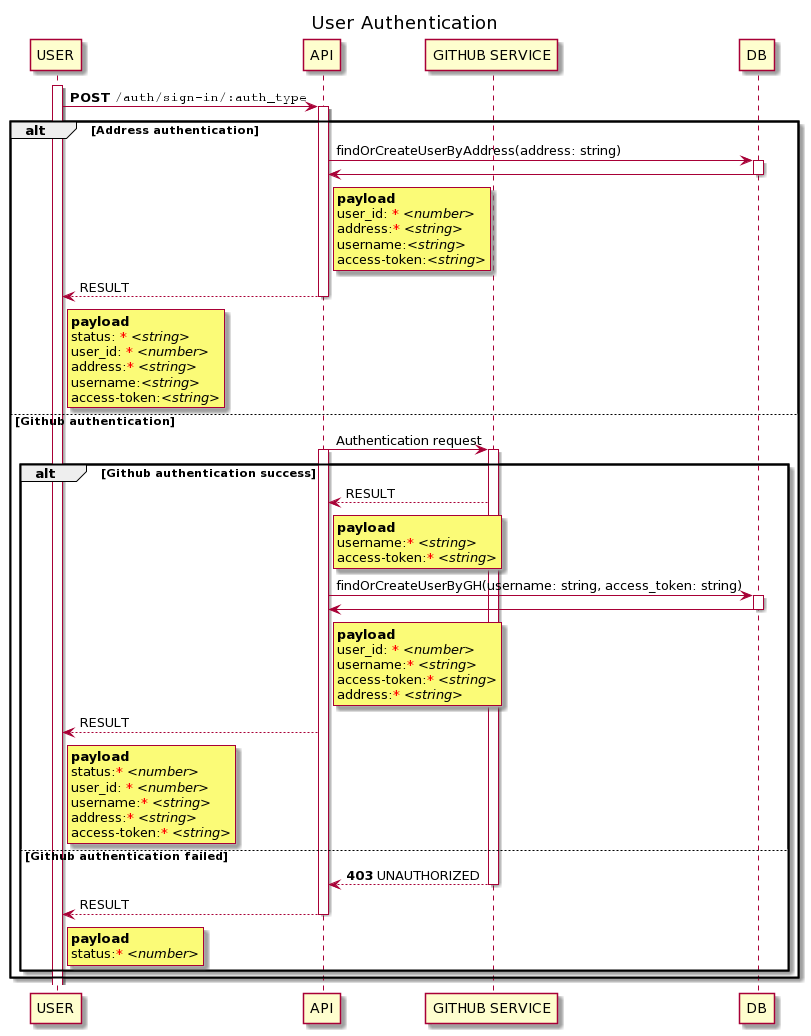 User Authentication
USER API GITHUB SERVICE DB
POST /auth/sign-in/:auth_type
alt [Address authentication]
findOrCreateUserByAddress(address: string)
payload
user_id: * <number>
address:* <string>
username:<string>
access-token:<string>
RESULT
payload
status: * <string>
user_id: * <number>
address:* <string>
username:<string>
access-token:<string>
[Github authentication]
Authentication request
alt [Github authentication success]
RESULT
payload
username:* <string>
access-token:* <string>
findOrCreateUserByGH(username: string, access_token: string)
payload
user_id: * <number>
username:* <string>
access-token:* <string>
address:* <string>
RESULT
payload
status:* <number>
user_id: * <number>
username:* <string>
address:* <string>
access-token:* <string>
[Github authentication failed]
403 UNAUTHORIZED
RESULT
payload
status:* <number>
USER API GITHUB SERVICE DB